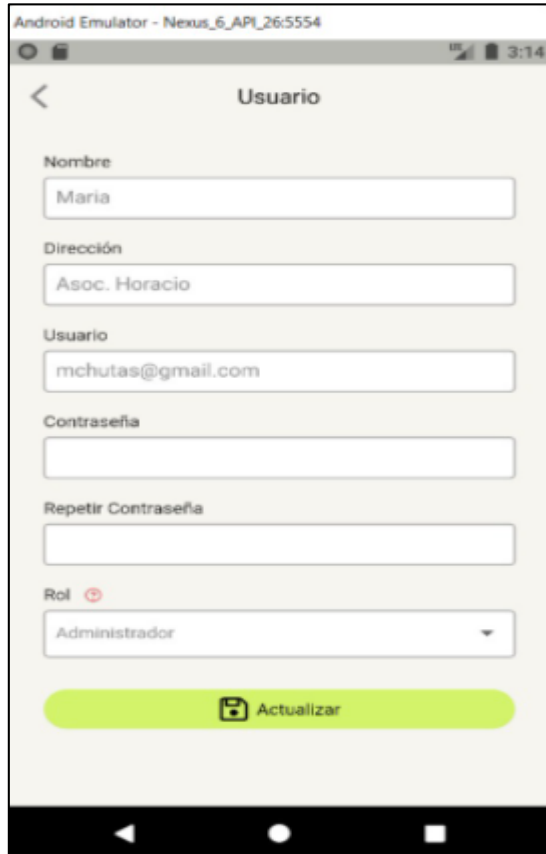 Android Emulator - Nexus_6_API_26:5554
LTE 3:14
Usuario
Nombre
Maria
Dirección
Asoc. Horacio
Usuario
mchutas@gmail.com
Contraseña
Repetir Contraseña
Rol
Administrador
Actualizar